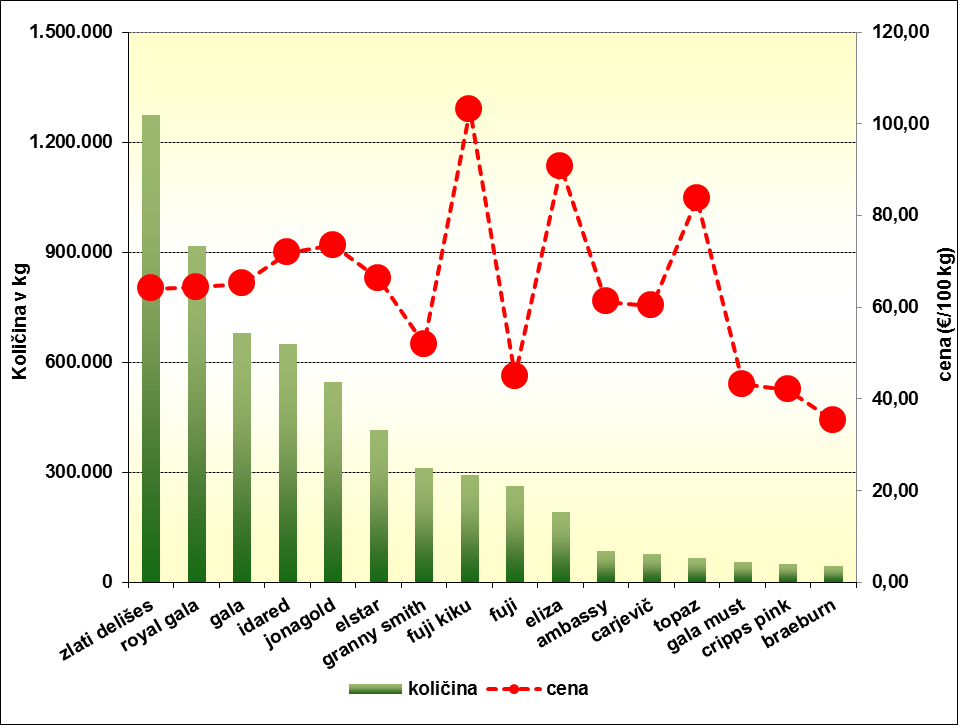 1.500.000
1.200.000
900.000
600.000
300.000
0
Količina v kg
120,00
100,00
80,00
60,00
40,00
20,00
0,00
cena (€/100 kg)
zlati delišes
royal gala
gala
idared
jonagold
elstar
granny smith
fuji kiku
fuji
eliza
ambassy
carjevič
topaz
gala must
cripps pink
braeburn
količina
cena